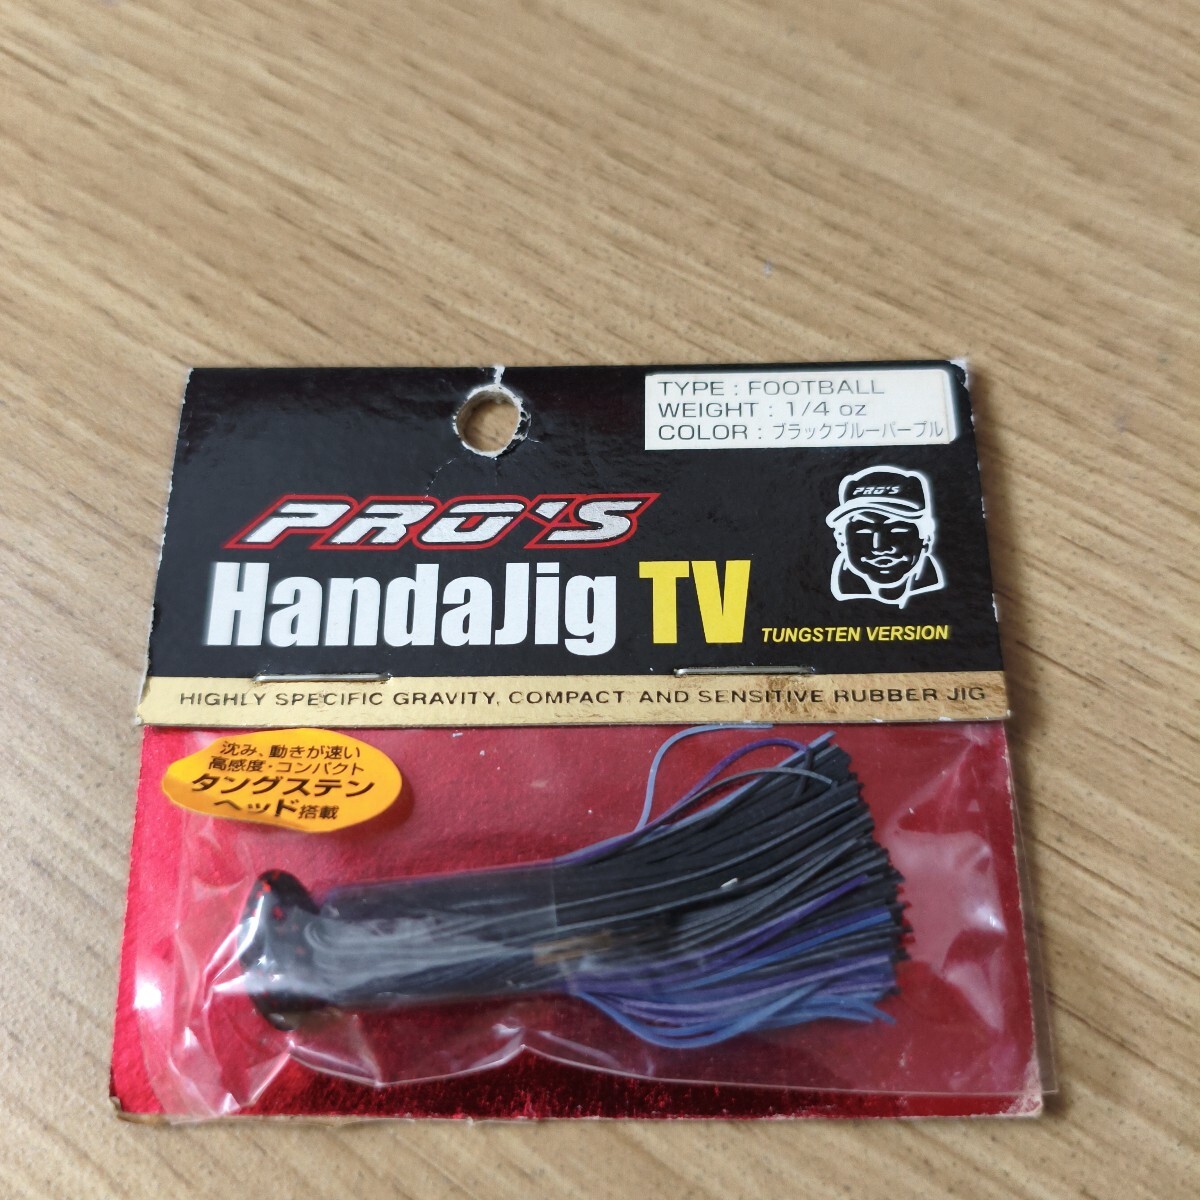 TYPE : FOOTBALL
WEIGHT : 1/4 oz
COLOR : ブラックブルーパープル
PRO'S
PRO'S
HandaJig TV
TUNGSTEN VERSION
HIGHLY SPECIFIC GRAVITY, COMPACT AND SENSITIVE RUBBER JIG
沈み、動きが速い
高感度・コンパクト
タングステン
ヘッド搭載